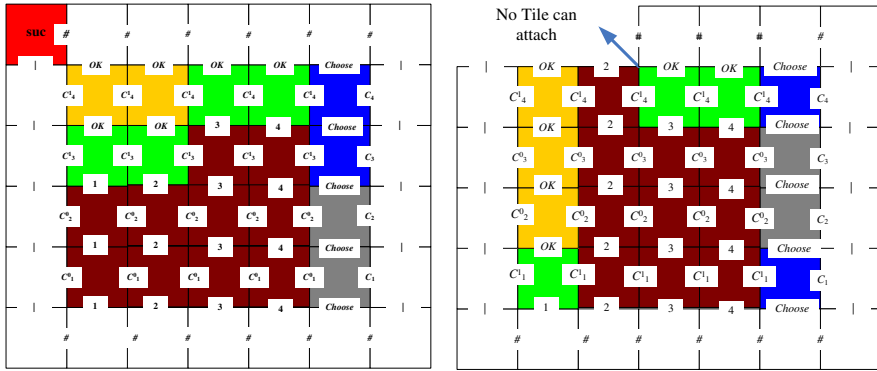 suc # # # # # #
| OK OK OK OK Choose |
C¹₄ C¹₄ C¹₄ C¹₄ C¹₄ C₄
| OK OK 3 4 Choose |
C¹₃ C¹₃ C¹₃ C¹₃ C¹₃ C₃
| 1 2 3 4 Choose |
C⁰₂ C⁰₂ C⁰₂ C⁰₂ C⁰₂ C₂
| 1 2 3 4 Choose |
C⁰₁ C⁰₁ C⁰₁ C⁰₁ C⁰₁ C₁
| 1 2 3 4 Choose |
# # # # # #
No Tile can
attach
# # # #
| OK 2 OK OK Choose |
C¹₄ C¹₄ C¹₄ C¹₄ C¹₄ C₄
| OK 2 3 4 Choose |
C⁰₃ C⁰₃ C⁰₃ C⁰₃ C⁰₃ C₃
| OK 2 3 4 Choose |
C⁰₂ C⁰₂ C⁰₂ C⁰₂ C⁰₂ C₂
| OK 2 3 4 Choose |
C¹₁ C¹₁ C¹₁ C¹₁ C¹₁ C₁
| 1 2 3 4 Choose |
# # # # # #